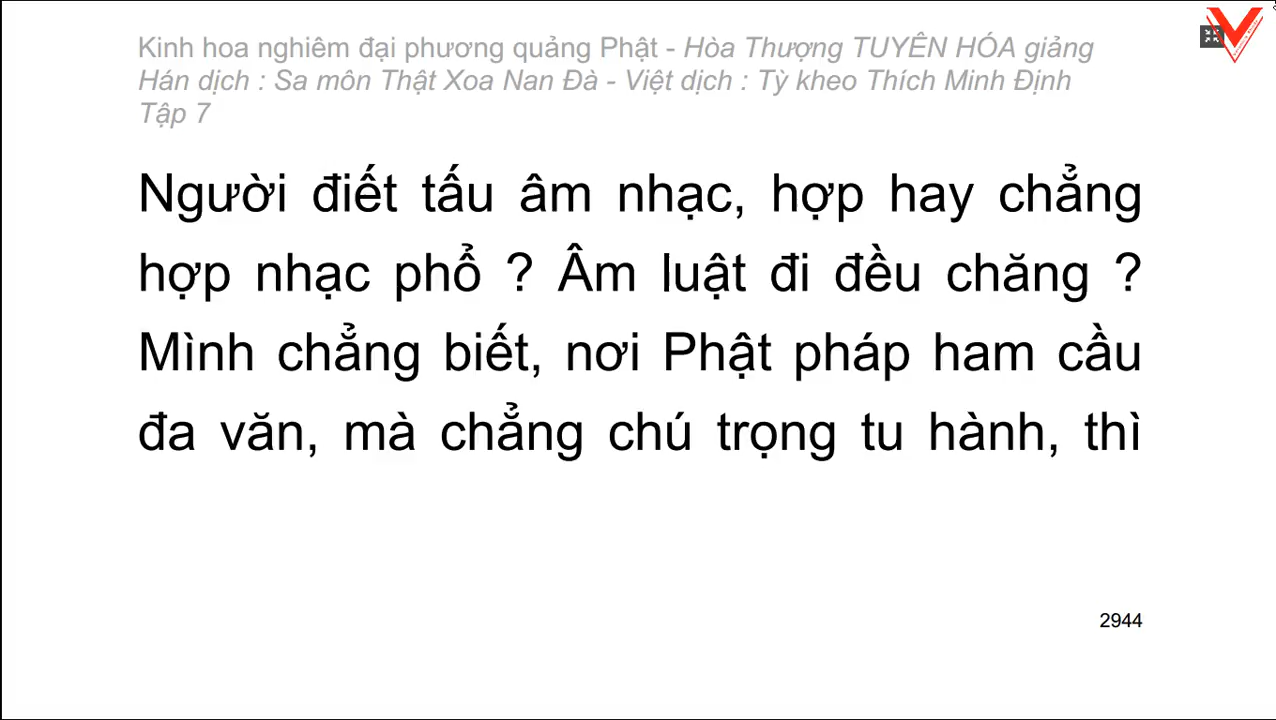 Kinh hoa nghiêm đại phương quảng Phật - Hòa Thượng TUYÊN HÓA giảng
Hán dịch : Sa môn Thật Xoa Nan Đà - Việt dịch : Tỳ kheo Thích Minh Định
Tập 7
Người điết tấu âm nhạc, hợp hay chẳng
hợp nhạc phổ ? Âm luật đi đều chăng ?
Mình chẳng biết, nơi Phật pháp ham cầu
đa văn, mà chẳng chú trọng tu hành, thì
2944